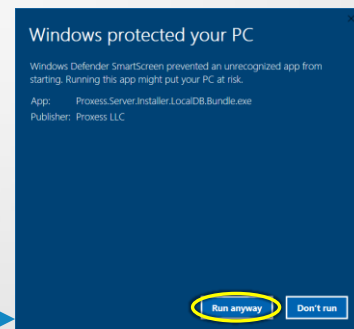 Windows protected your PC
Windows Defender SmartScreen prevented an unrecognized app from
starting. Running this app might put your PC at risk.
App: Proxess.Server.Installer.LocalDB.Bundle.exe
Publisher: Proxess LLC
Run anyway Don't run